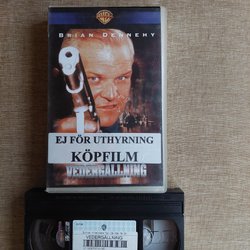 BRIAN DENNEHY
EJ FÖR UTHYRNING
KÖPFILM
VEDERGÄLLNING
VEDERGÄLLNING